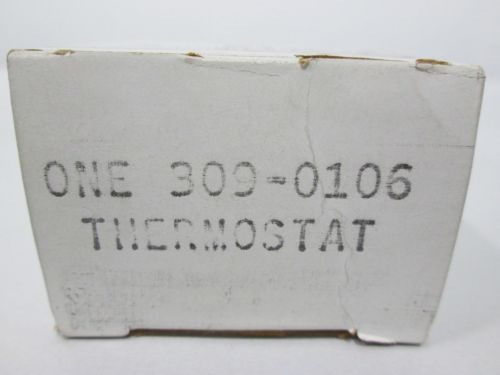 ONE 309-0106
THERMOSTAT